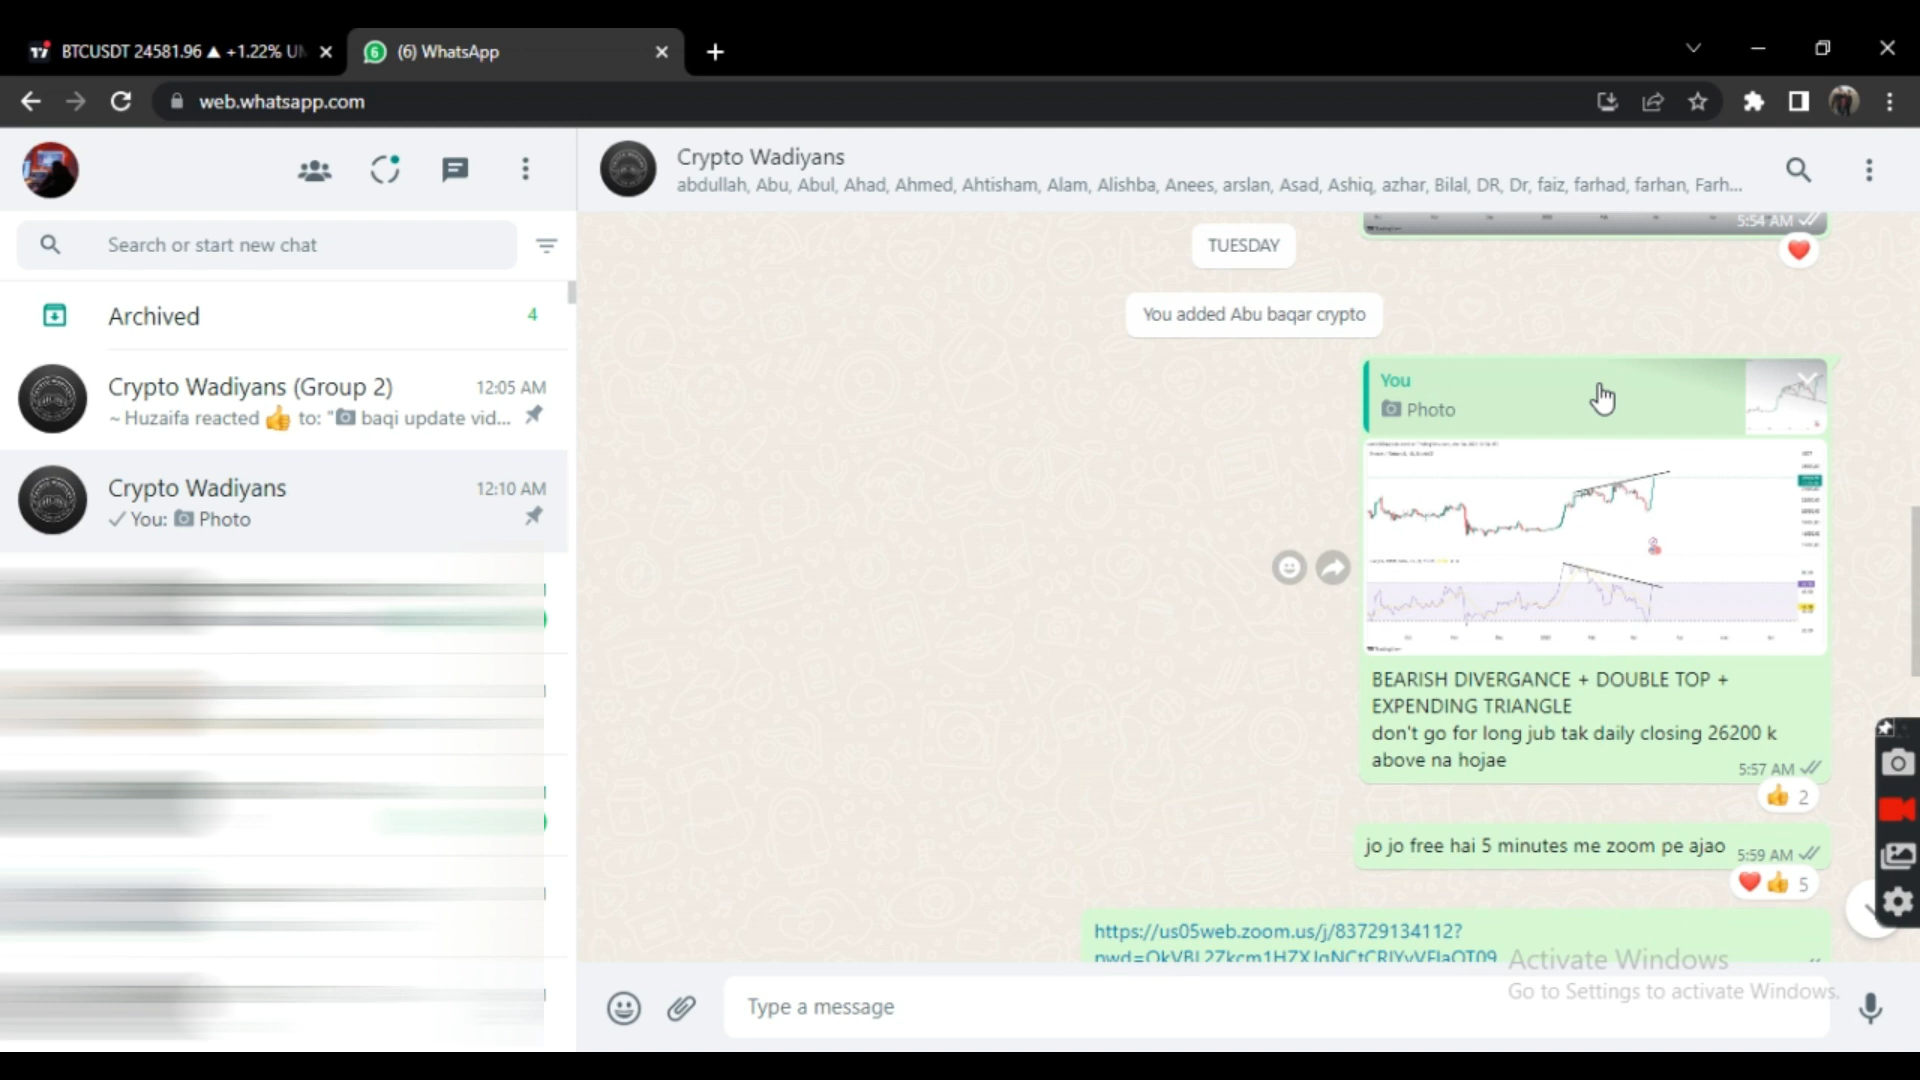 BTCUSDT 24581.96 ▲ +1.22%
(6) WhatsApp
web.whatsapp.com
Crypto Wadiyans
abdullah, Abu, Abul, Ahad, Ahmed, Ahtisham, Alam, Alishba, Anees, arslan, Asad, Ashiq, azhar, Bilal, DR, Dr, faiz, farhad, farhan, Farh...
Search or start new chat
Archived 4
Crypto Wadiyans (Group 2) 12:05 AM
~ Huzaifa reacted 👍 to: "📷 baqi update vid...
Crypto Wadiyans 12:10 AM
✓ You: 📷 Photo
5:54 AM
TUESDAY
You added Abu baqar crypto
You
Photo
BEARISH DIVERGANCE + DOUBLE TOP +
EXPENDING TRIANGLE
don't go for long jub tak daily closing 26200 k
above na hojae
5:57 AM
👍 2
jo jo free hai 5 minutes me zoom pe ajao 5:59 AM
❤️👍 5
https://us05web.zoom.us/j/83729134112?
Type a message
Activate Windows
Go to Settings to activate Windows.